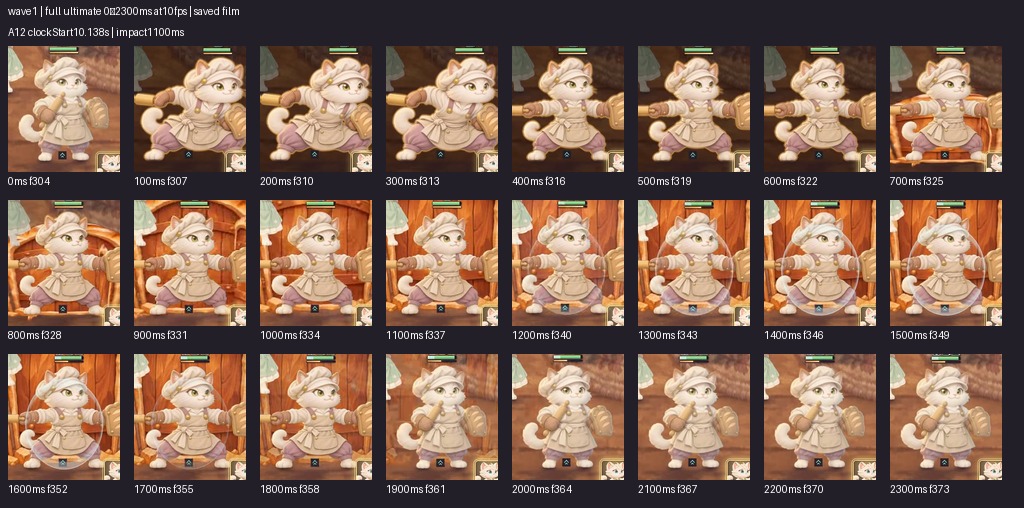 wave1 | full ultimate 0□2300ms at10fps | saved film
A12 clockStart10.138s | impact1100ms
0ms f304
100ms f307
200ms f310
300ms f313
400ms f316
500ms f319
600ms f322
700ms f325
800ms f328
900ms f331
1000ms f334
1100ms f337
1200ms f340
1300ms f343
1400ms f346
1500ms f349
1600ms f352
1700ms f355
1800ms f358
1900ms f361
2000ms f364
2100ms f367
2200ms f370
2300ms f373